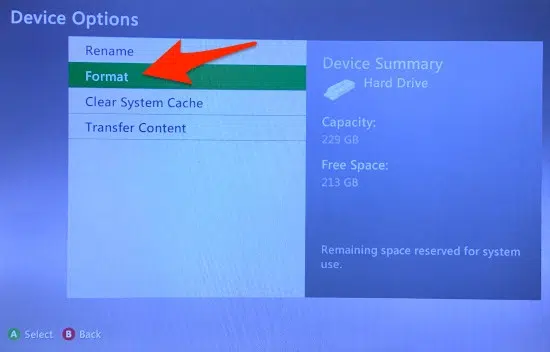 Device Options
Rename
Format
Clear System Cache
Transfer Content
Device Summary
Hard Drive
Capacity:
229 GB
Free Space:
213 GB
Remaining space reserved for system
use.
A Select B Back